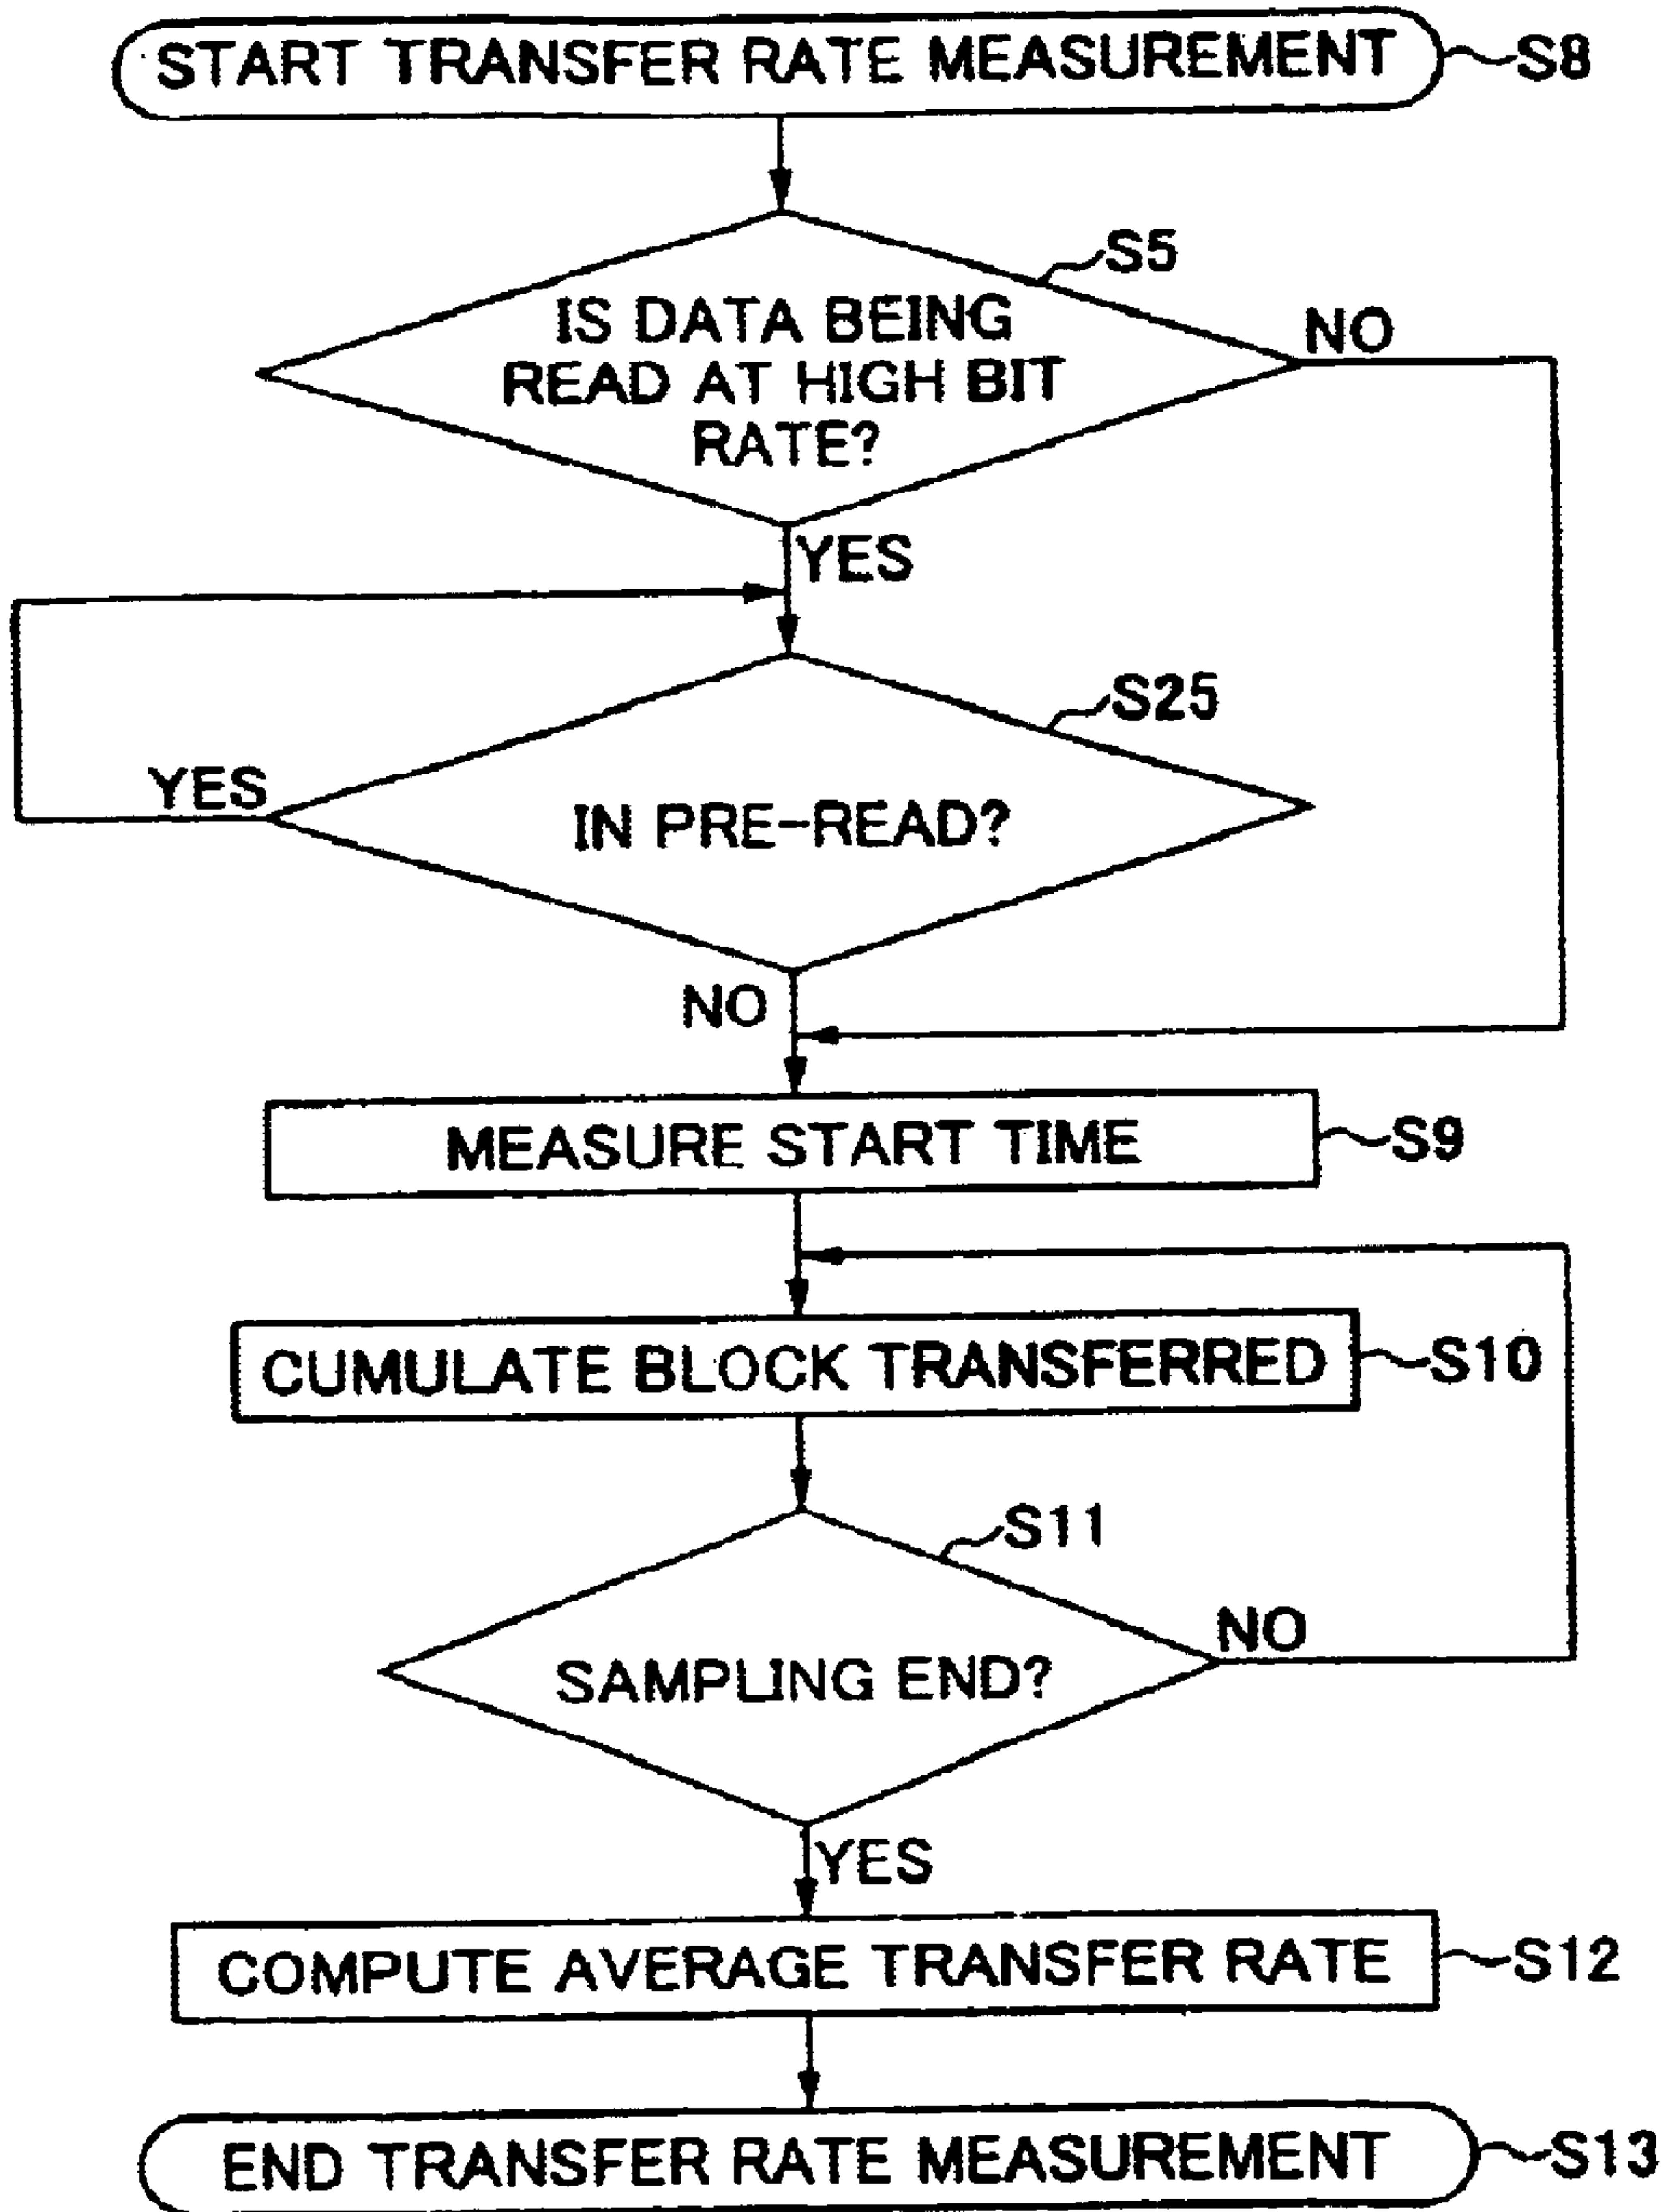 START TRANSFER RATE MEASUREMENT
S8
S5
IS DATA BEING
READ AT HIGH BIT
RATE?
NO
YES
S25
YES
IN PRE-READ?
NO
MEASURE START TIME
S9
CUMULATE BLOCK TRANSFERRED
S10
S11
SAMPLING END?
NO
YES
COMPUTE AVERAGE TRANSFER RATE
S12
END TRANSFER RATE MEASUREMENT
S13